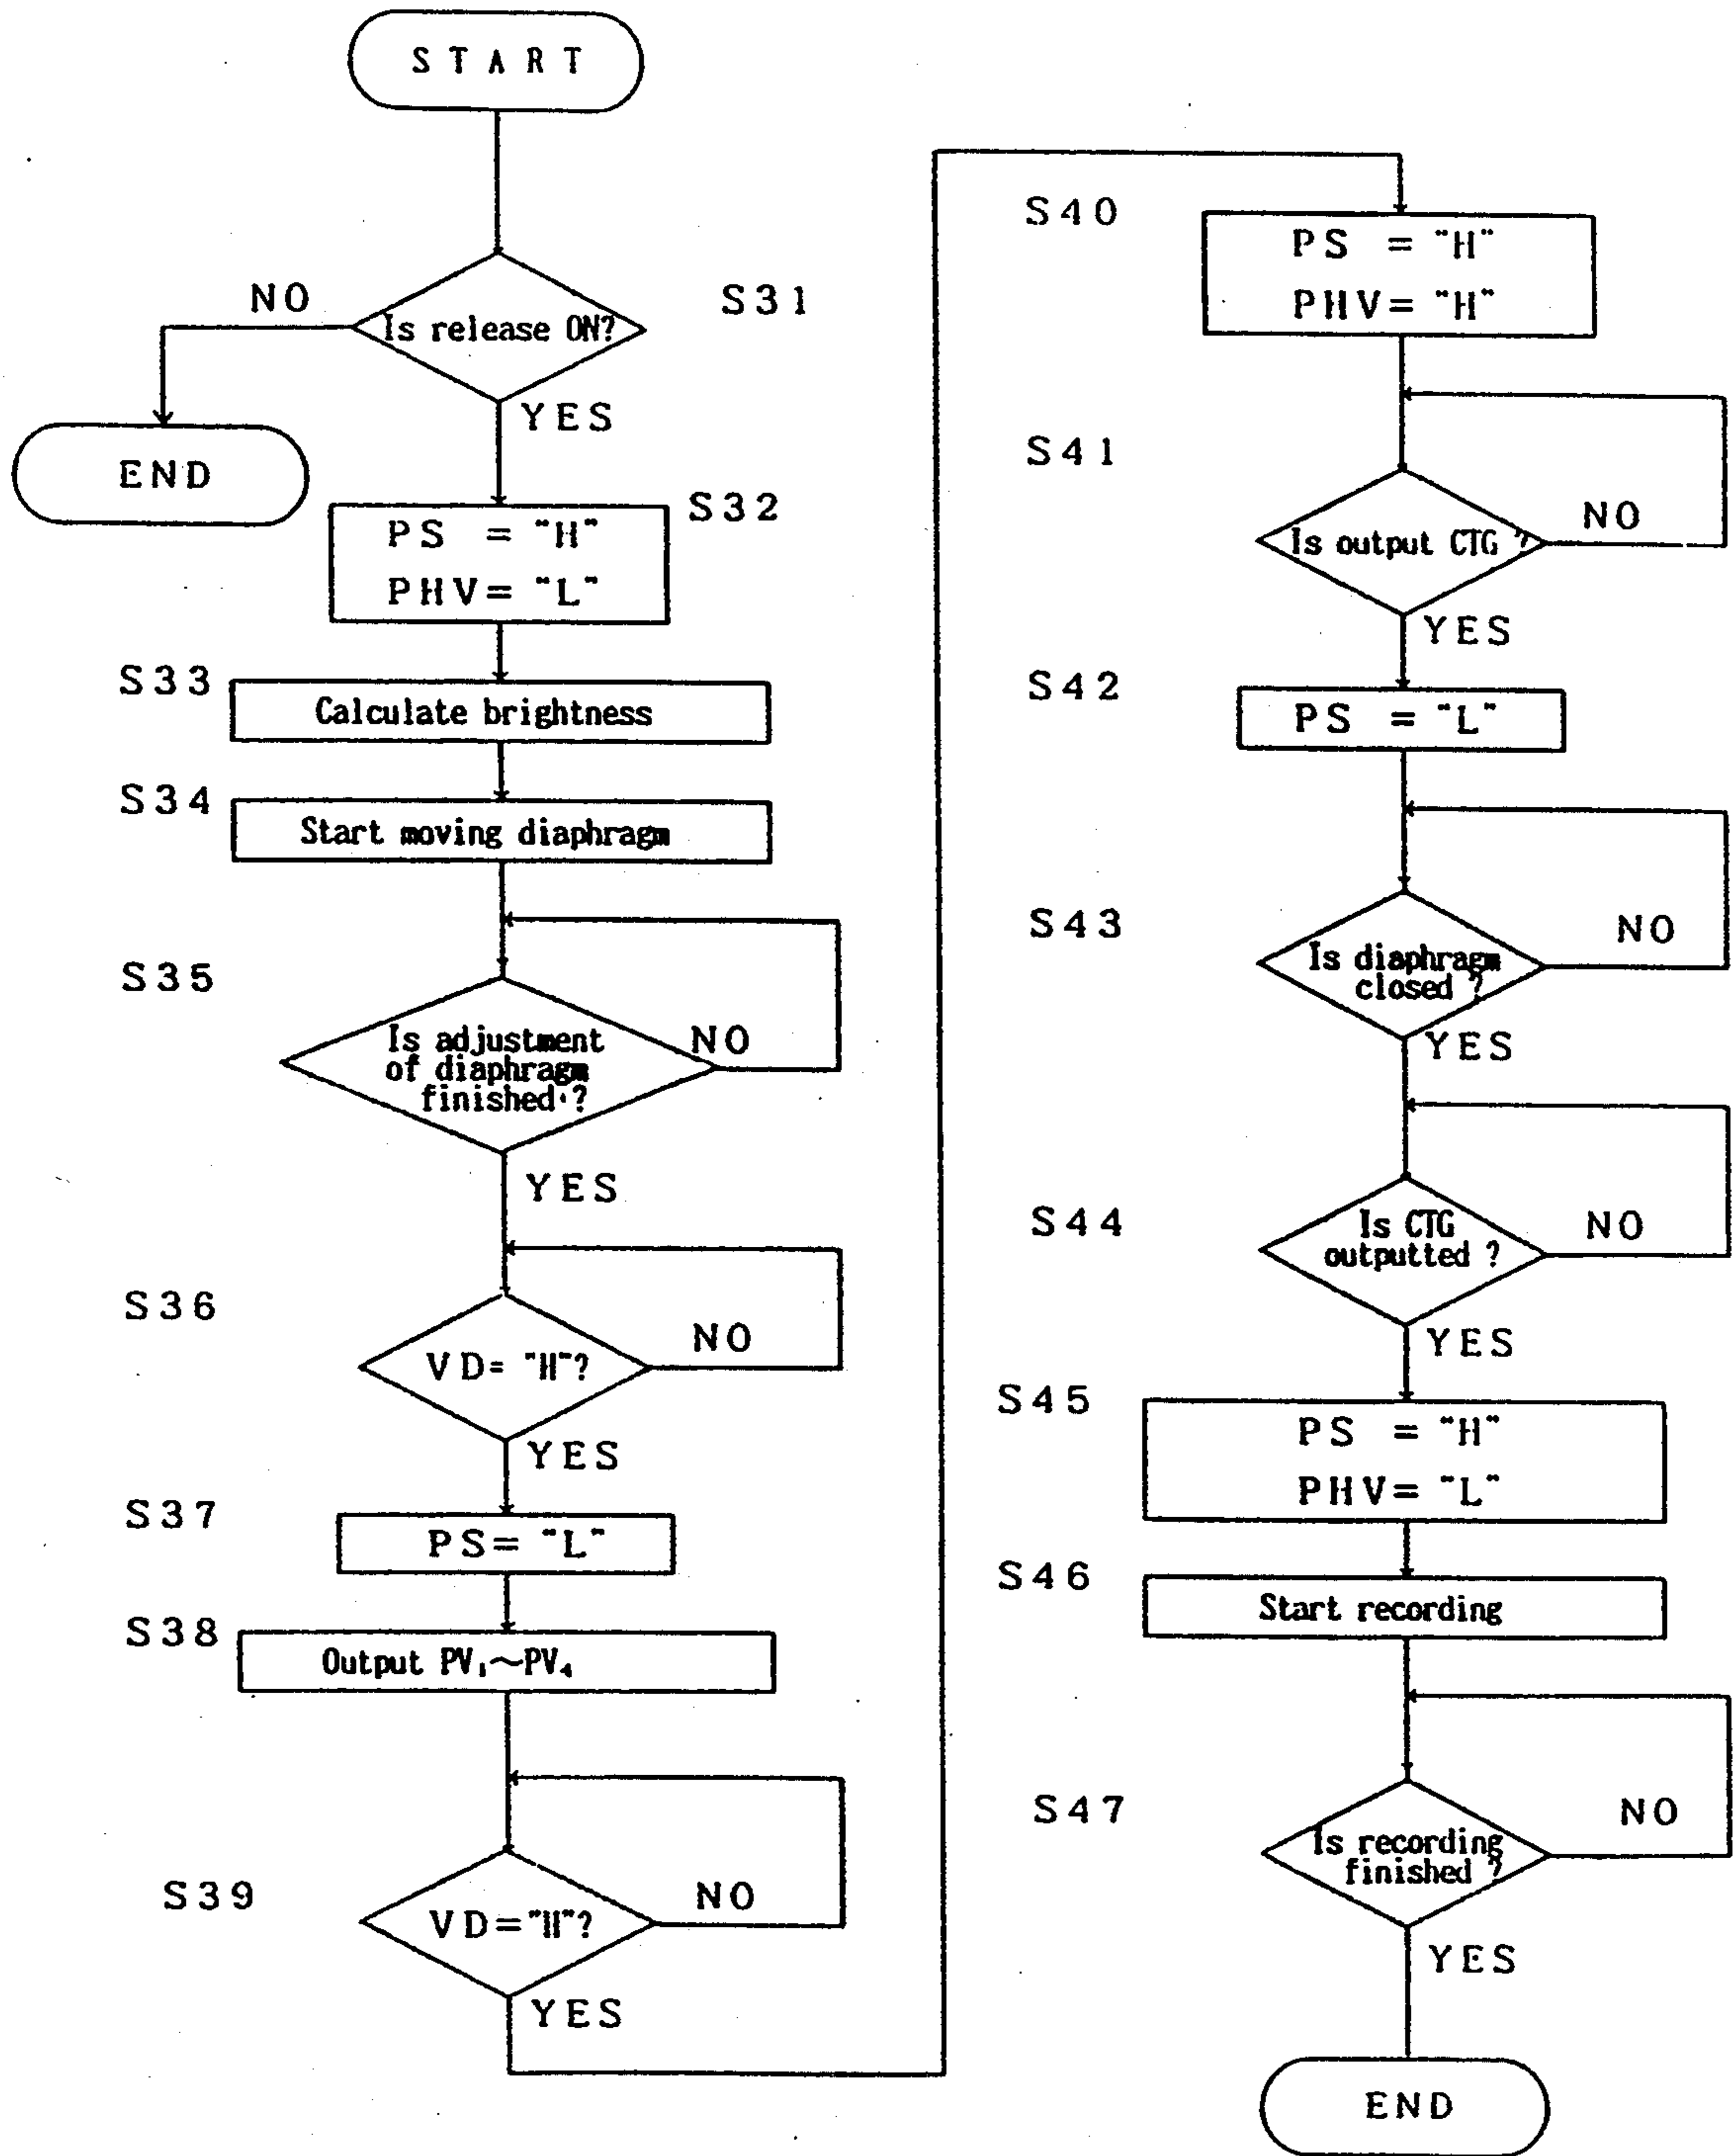 START
NO
Is release ON?
S31
YES
END
S32
PS = "H"
PHV= "L"
S33
Calculate brightness
S34
Start moving diaphragm
S35
Is adjustment
of diaphragm
finished ?
NO
YES
S36
VD= "H"?
NO
YES
S37
PS= "L"
S38
Output PV₁~PV₄
S39
VD="H"?
NO
YES
S40
PS = "H"
PHV= "H"
S41
Is output CTG ?
NO
YES
S42
PS = "L"
S43
Is diaphragm
closed ?
NO
YES
S44
Is CTG
outputted ?
NO
YES
S45
PS = "H"
PHV= "L"
S46
Start recording
S47
Is recording
finished ?
NO
YES
END